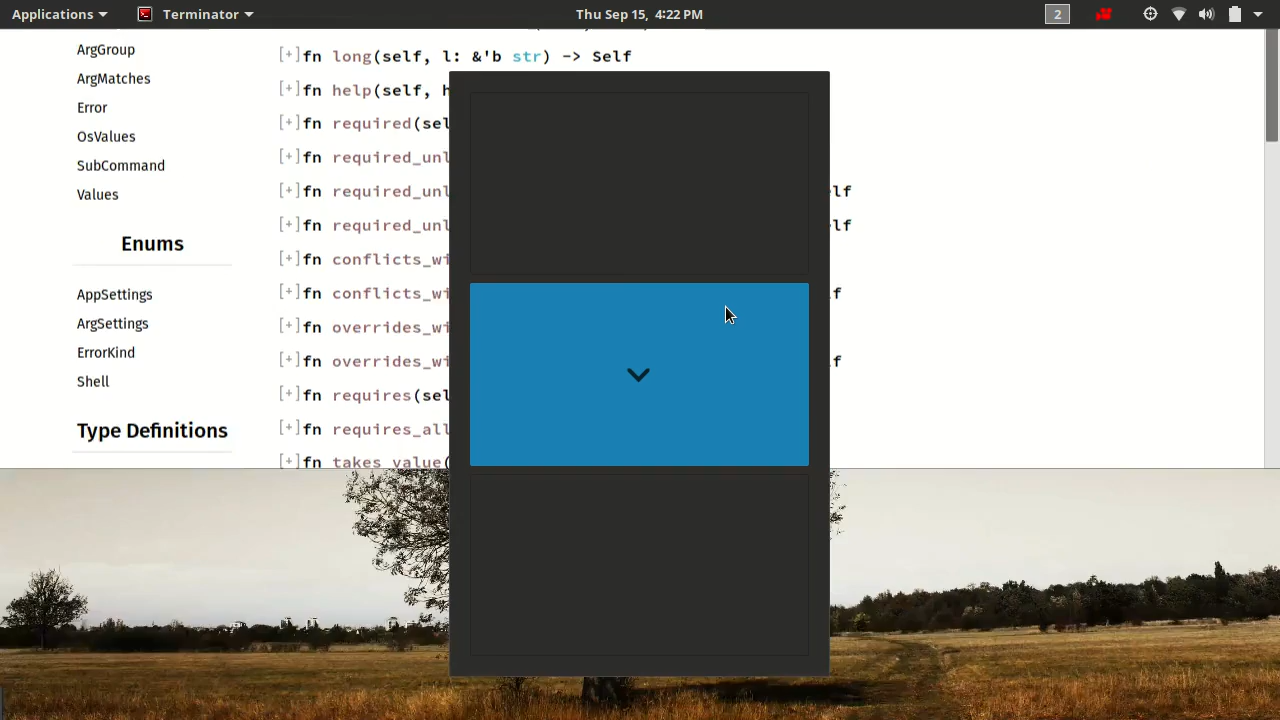 Applications Terminator Thu Sep 15, 4:22 PM 2
ArgGroup
ArgMatches
Error
OsValues
SubCommand
Values
Enums
AppSettings
ArgSettings
ErrorKind
Shell
Type Definitions
[+]fn long(self, l: &'b str) -> Self
[+]fn help(self, h
[+]fn required(sel
[+]fn required_unl
[+]fn required_unl lf
[+]fn required_unl lf
[+]fn conflicts_wi
[+]fn conflicts_wi f
[+]fn overrides_wi
[+]fn overrides_wi f
[+]fn requires(sel
[+]fn requires_all
[+]fn takes_value(